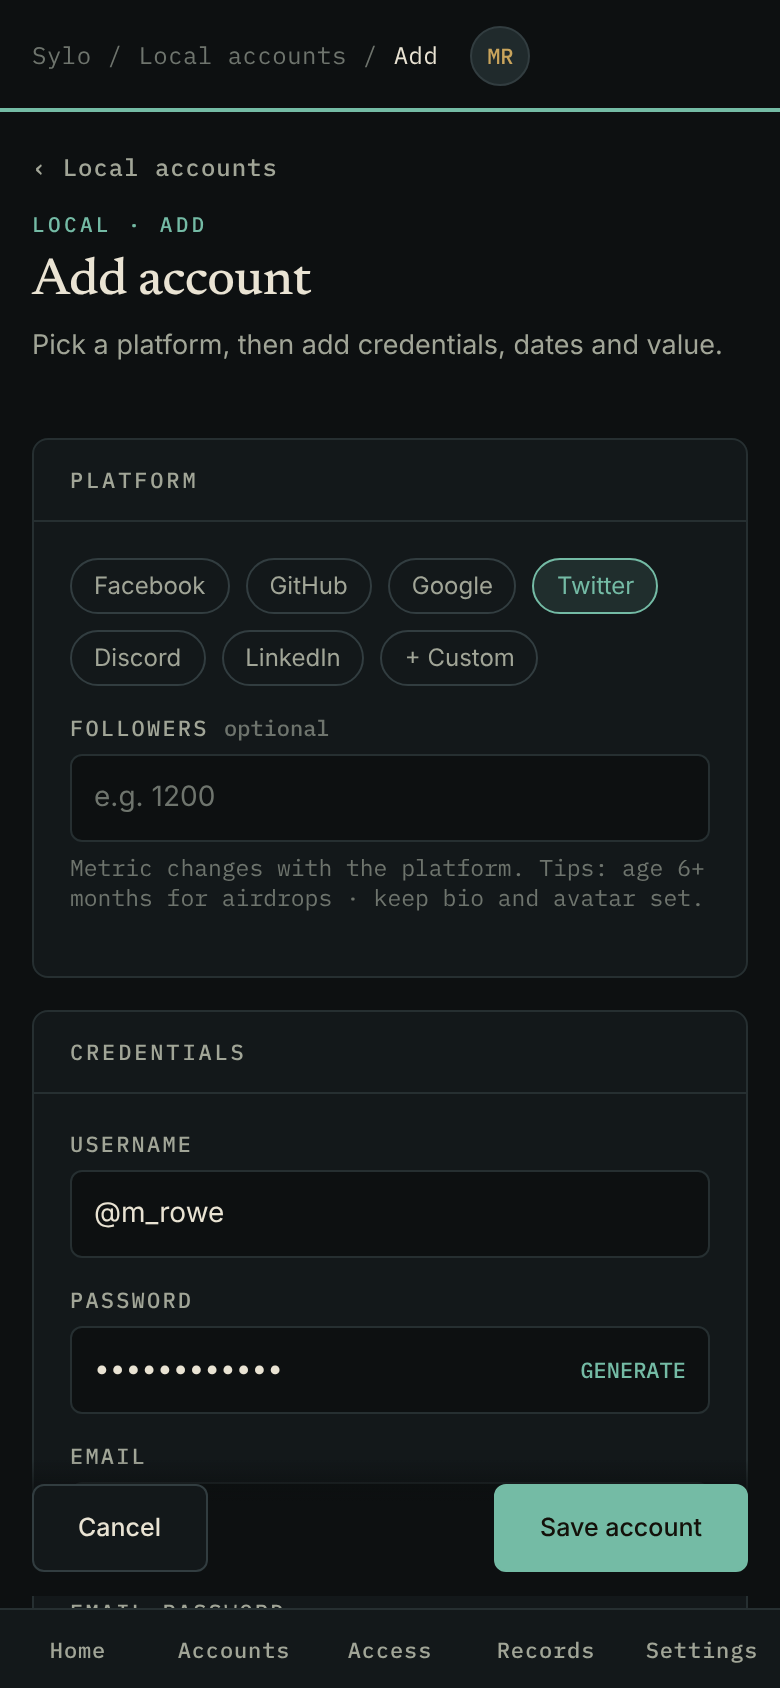 Sylo / Local accounts / Add MR
‹ Local accounts
LOCAL · ADD
Add account
Pick a platform, then add credentials, dates and value.
PLATFORM
Facebook GitHub Google Twitter
Discord LinkedIn + Custom
FOLLOWERS optional
e.g. 1200
Metric changes with the platform. Tips: age 6+
months for airdrops · keep bio and avatar set.
CREDENTIALS
USERNAME
@m_rowe
PASSWORD
•••••••••••• GENERATE
EMAIL
Cancel Save account
EMAIL PASSWORD
Home Accounts Access Records Settings